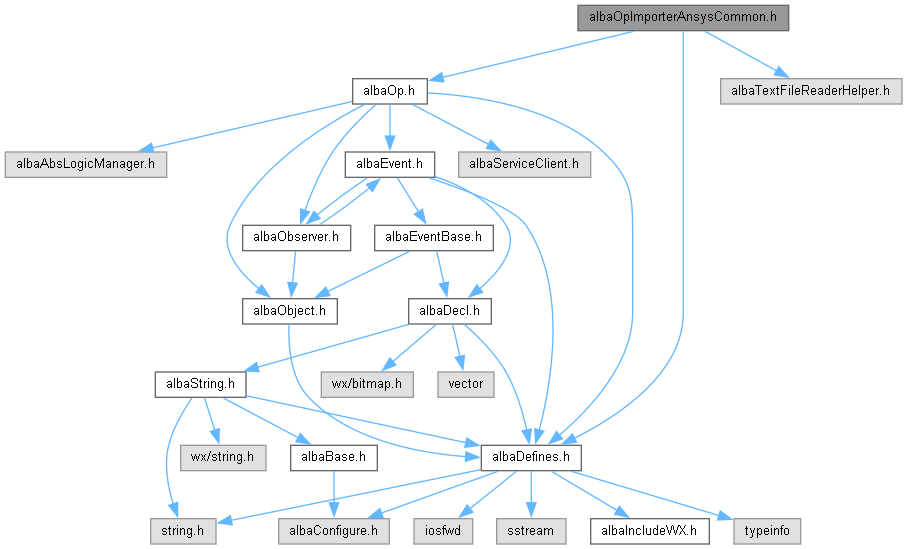 albaOpImporterAnsysCommon.h
albaOp.h
albaTextFileReaderHelper.h
albaAbsLogicManager.h
albaEvent.h
albaServiceClient.h
albaObserver.h
albaEventBase.h
albaObject.h
albaDecl.h
albaString.h
wx/bitmap.h
vector
wx/string.h
albaBase.h
albaDefines.h
string.h
albaConfigure.h
iosfwd
sstream
albaIncludeWX.h
typeinfo